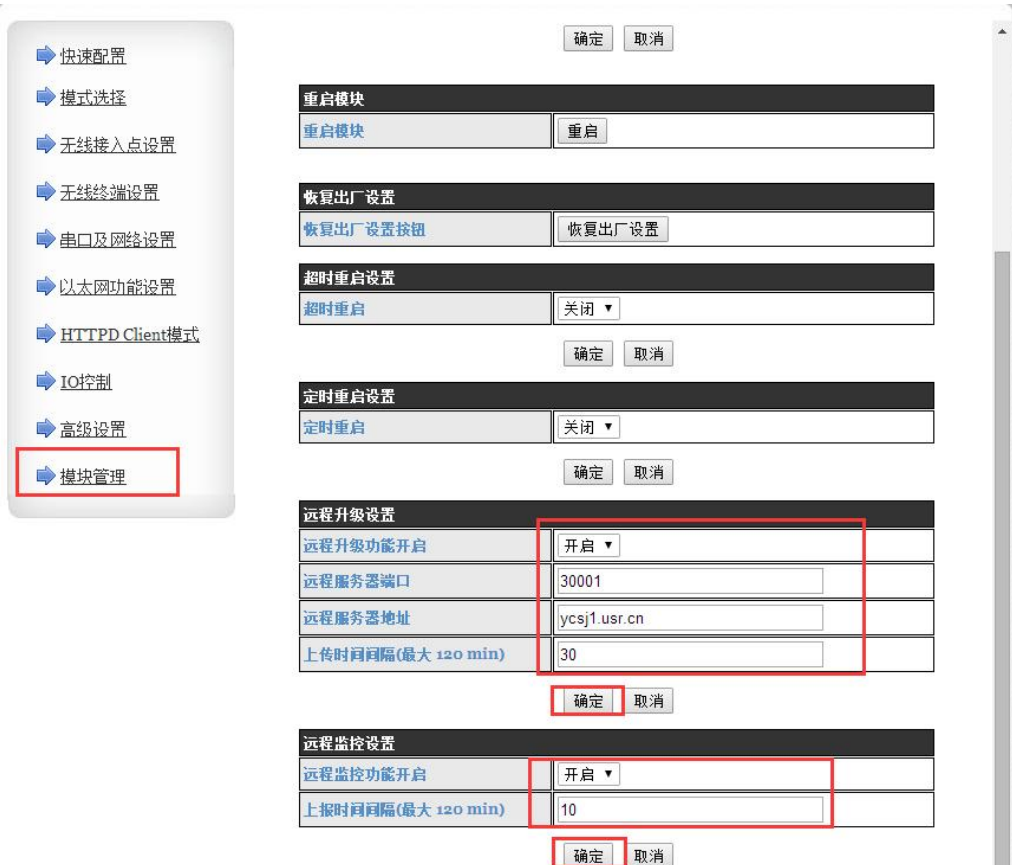 快速配置
模式选择
无线接入点设置
无线终端设置
串口及网络设置
以太网功能设置
HTTPD Client模式
IO控制
高级设置
模块管理
确定 取消
重启模块
重启模块 重启
恢复出厂设置
恢复出厂设置按钮 恢复出厂设置
超时重启设置
超时重启 关闭
确定 取消
定时重启设置
定时重启 关闭
确定 取消
远程升级设置
远程升级功能开启 开启
远程服务器端口 30001
远程服务器地址 ycsj1.usr.cn
上传时间间隔(最大 120 min) 30
确定 取消
远程监控设置
远程监控功能开启 开启
上报时间间隔(最大 120 min) 10
确定 取消